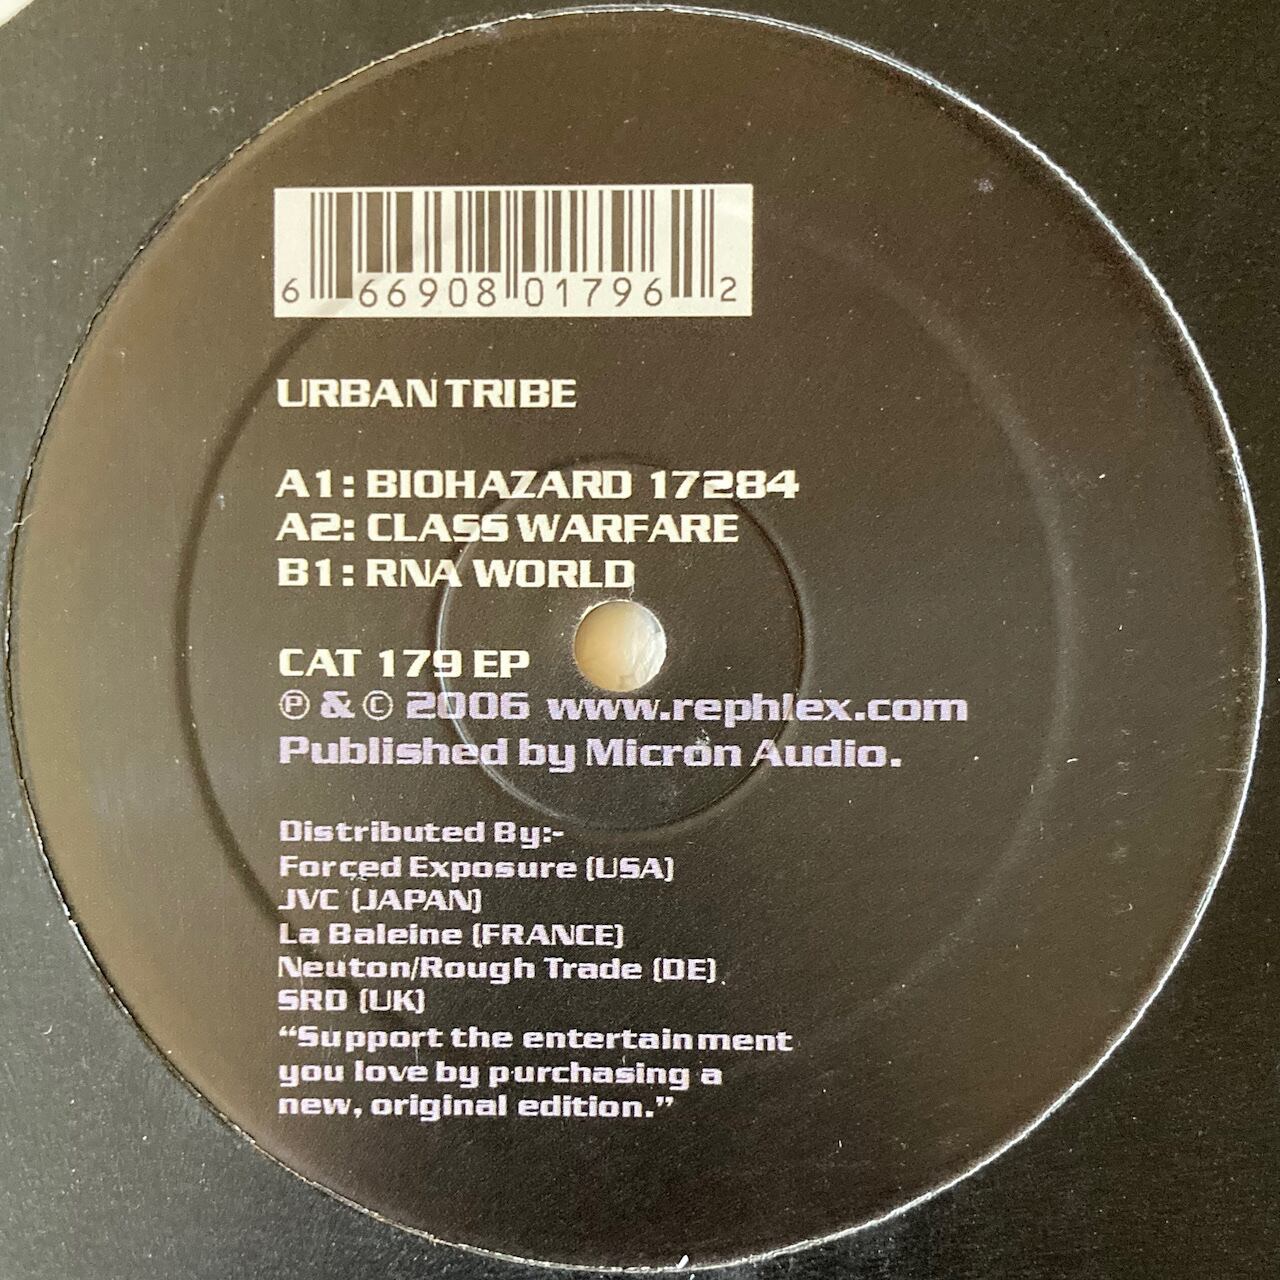 6 66908 01796 2
URBAN TRIBE
A1: BIOHAZARD 17284
A2: CLASS WARFARE
B1: RNA WORLD
CAT 179 EP
℗ & © 2006 www.rephlex.com
Published by Micron Audio.
Distributed By:-
Forced Exposure (USA)
JVC (JAPAN)
La Baleine (FRANCE)
Neuton/Rough Trade (DE)
SRD (UK)
“Support the entertainment
you love by purchasing a
new, original edition.”